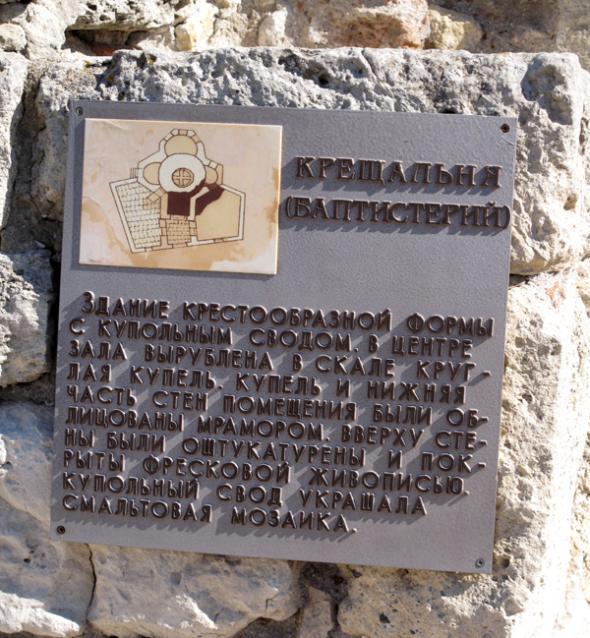 КРЕЩАЛЬНЯ
(БАПТИСТЕРИЙ)
ЗДАНИЕ КРЕСТООБРАЗНОЙ ФОРМЫ
С КУПОЛЬНЫМ СВОДОМ. В ЦЕНТРЕ
ЗАЛА ВЫРУБЛЕНА В СКАЛЕ КРУГ-
ЛАЯ КУПЕЛЬ. КУПЕЛЬ И НИЖНЯЯ
ЧАСТЬ СТЕН ПОМЕЩЕНИЯ БЫЛИ ОБ-
ЛИЦОВАНЫ МРАМОРОМ. ВВЕРХУ СТЕ-
НЫ БЫЛИ ОШТУКАТУРЕНЫ И ПОК-
РЫТЫ ФРЕСКОВОЙ ЖИВОПИСЬЮ.
КУПОЛЬНЫЙ СВОД УКРАШАЛА
СМАЛЬТОВАЯ МОЗАИКА.